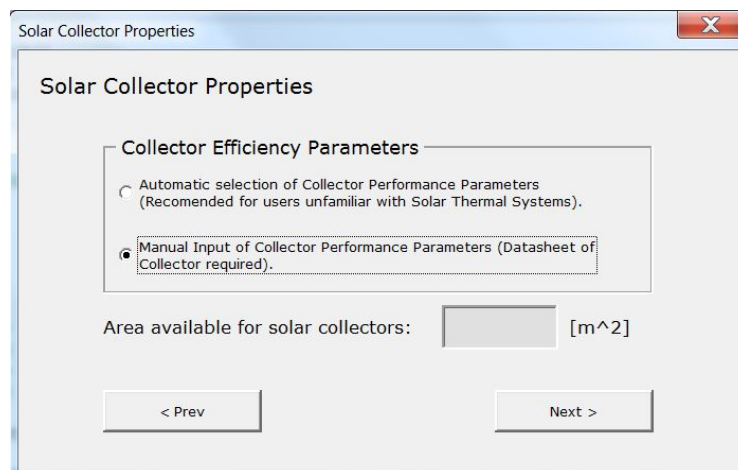 Solar Collector Properties
Solar Collector Properties
Collector Efficiency Parameters
Automatic selection of Collector Performance Parameters
(Recomended for users unfamiliar with Solar Thermal Systems).
Manual Input of Collector Performance Parameters (Datasheet of
Collector required).
Area available for solar collectors: [m^2]
< Prev
Next >